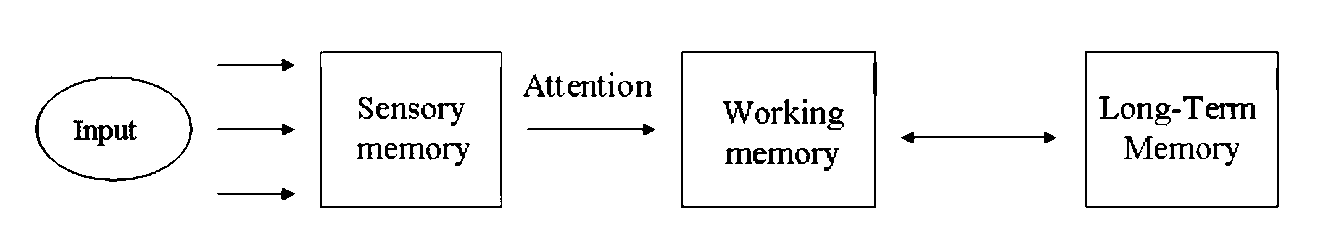 Input
Sensory
memory
Attention
Working
memory
Long-Term
Memory